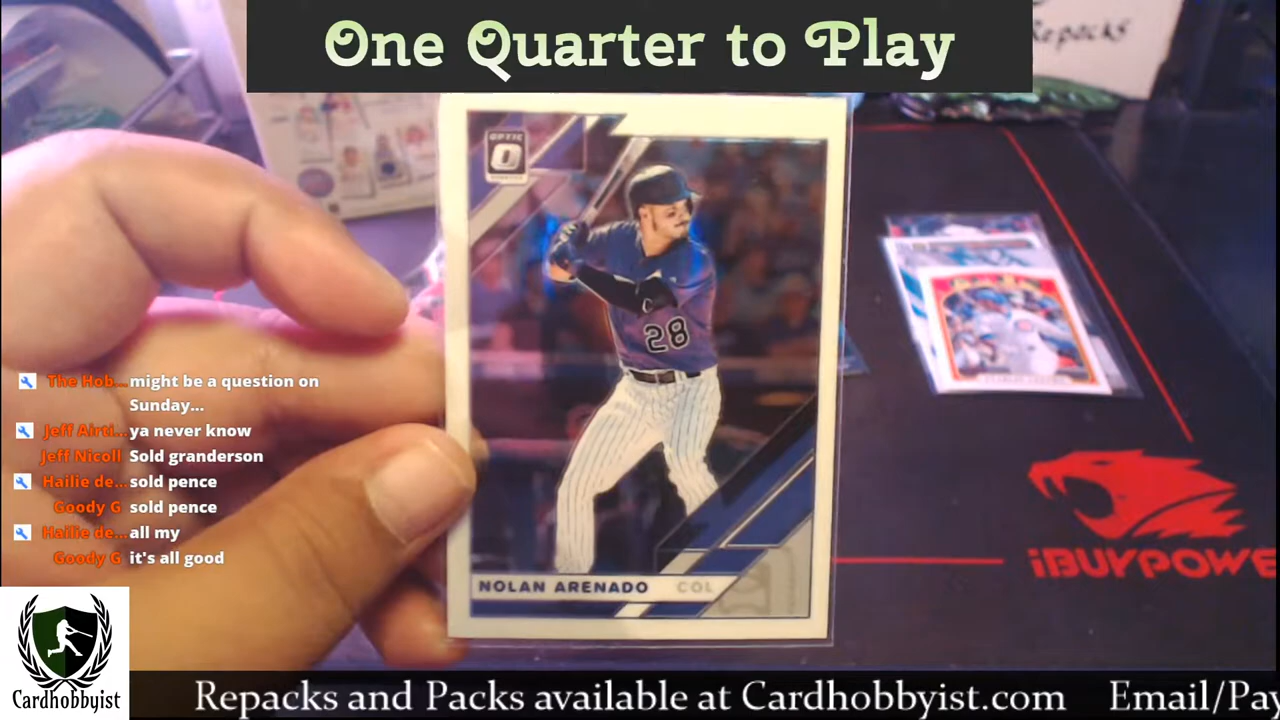 One Quarter to Play
Repacks
OPTIC
28
NOLAN ARENADO COL
The Hob... might be a question on
Sunday...
Jeff Airti... ya never know
Jeff Nicoll Sold granderson
Hailie de... sold pence
Goody G sold pence
Hailie de... all my
Goody G it's all good
iBUYPOWE
Cardhobbyist
Repacks and Packs available at Cardhobbyist.com Email/Pay